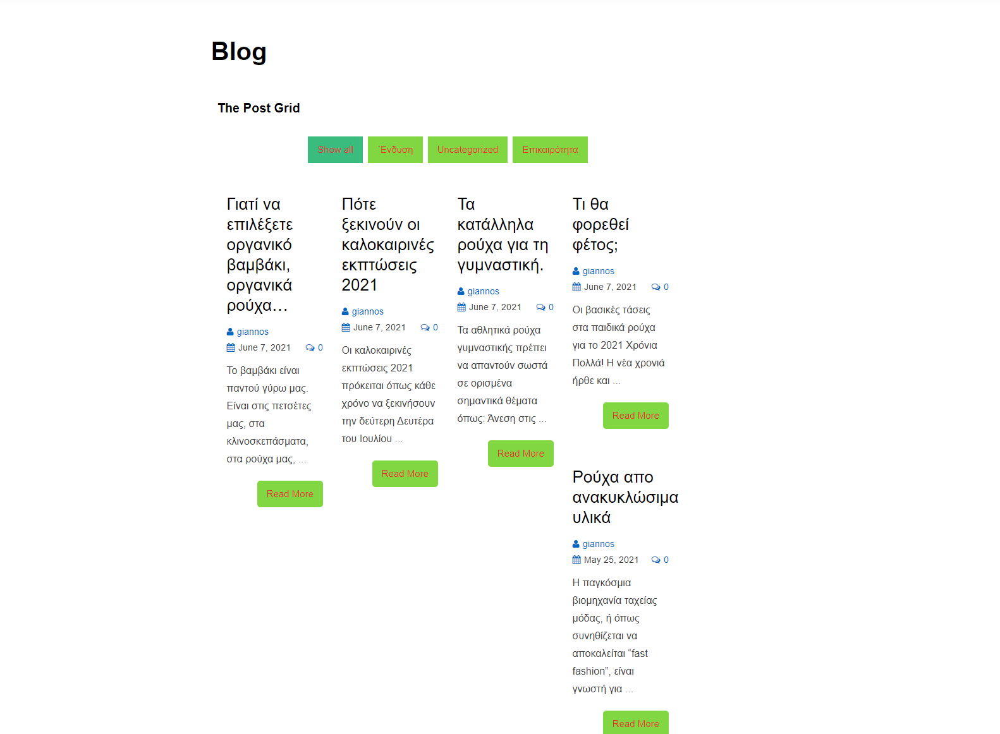 Blog
The Post Grid
Show all
Ένδυση
Uncategorized
Επικαιρότητα
Γιατί να
επιλέξετε
οργανικό
βαμβάκι,
οργανικά
ρούχα…
giannos
June 7, 2021 0
Το βαμβάκι είναι
παντού γύρω μας.
Είναι στις πετσέτες
μας, στα
κλινοσκεπάσματα,
στα ρούχα μας, ...
Read More
Πότε
ξεκινούν οι
καλοκαιρινές
εκπτώσεις
2021
giannos
June 7, 2021 0
Οι καλοκαιρινές
εκπτώσεις 2021
πρόκειται όπως κάθε
χρόνο να ξεκινήσουν
την δεύτερη Δευτέρα
του Ιουλίου ...
Read More
Τα
κατάλληλα
ρούχα για τη
γυμναστική.
giannos
June 7, 2021 0
Τα αθλητικά ρούχα
γυμναστικής πρέπει
να απαντούν σωστά
σε ορισμένα
σημαντικά θέματα
όπως: Άνεση στις ...
Read More
Τι θα
φορεθεί
φέτος;
giannos
June 7, 2021 0
Οι βασικές τάσεις
στα παιδικά ρούχα
για το 2021 Χρόνια
Πολλά! Η νέα χρονιά
ήρθε και ...
Read More
Ρούχα απο
ανακυκλώσιμα
υλικά
giannos
May 25, 2021 0
Η παγκόσμια
βιομηχανία ταχείας
μόδας, ή όπως
συνηθίζεται να
αποκαλείται “fast
fashion”, είναι
γνωστή για ...
Read More